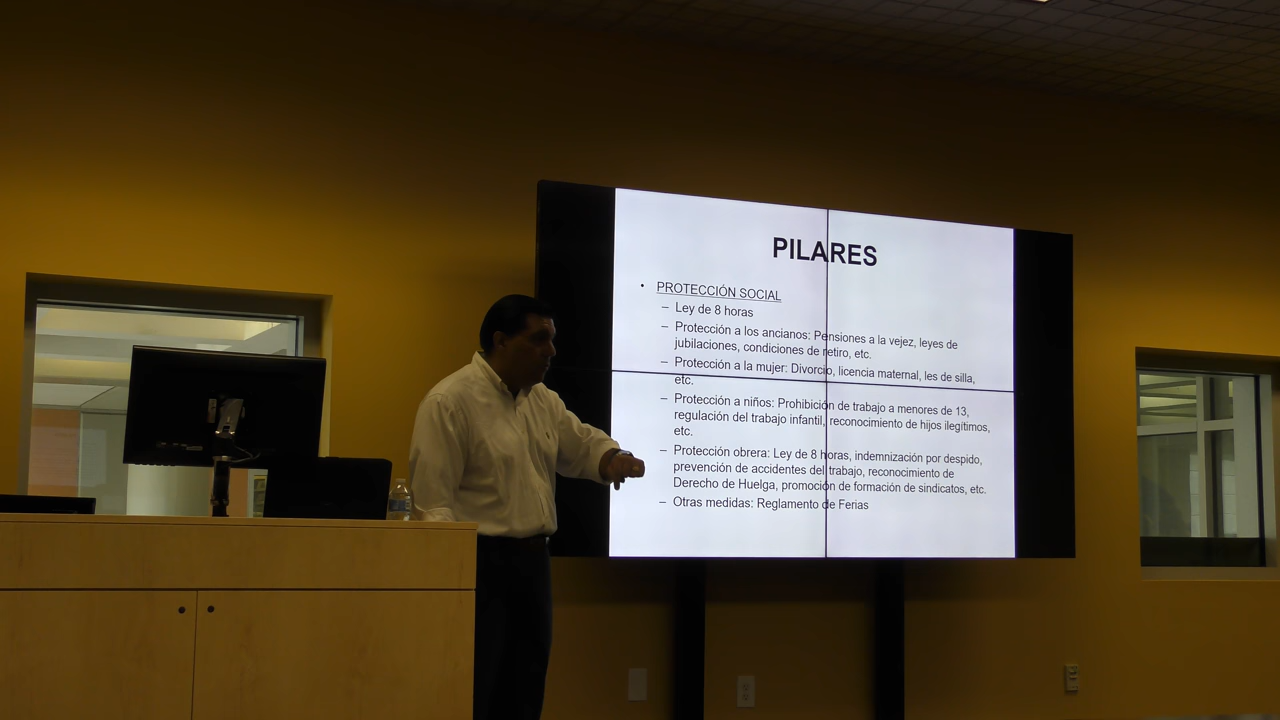 PILARES
• PROTECCIÓN SOCIAL
– Ley de 8 horas
– Protección a los ancianos: Pensiones a la vejez, leyes de
jubilaciones, condiciones de retiro, etc.
– Protección a la mujer: Divorcio, licencia maternal, les de silla,
etc.
– Protección a niños: Prohibición de trabajo a menores de 13,
regulación del trabajo infantil, reconocimiento de hijos ilegítimos,
etc.
– Protección obrera: Ley de 8 horas, indemnización por despido,
prevención de accidentes del trabajo, reconocimiento de
Derecho de Huelga, promoción de formación de sindicatos, etc.
– Otras medidas: Reglamento de Ferias